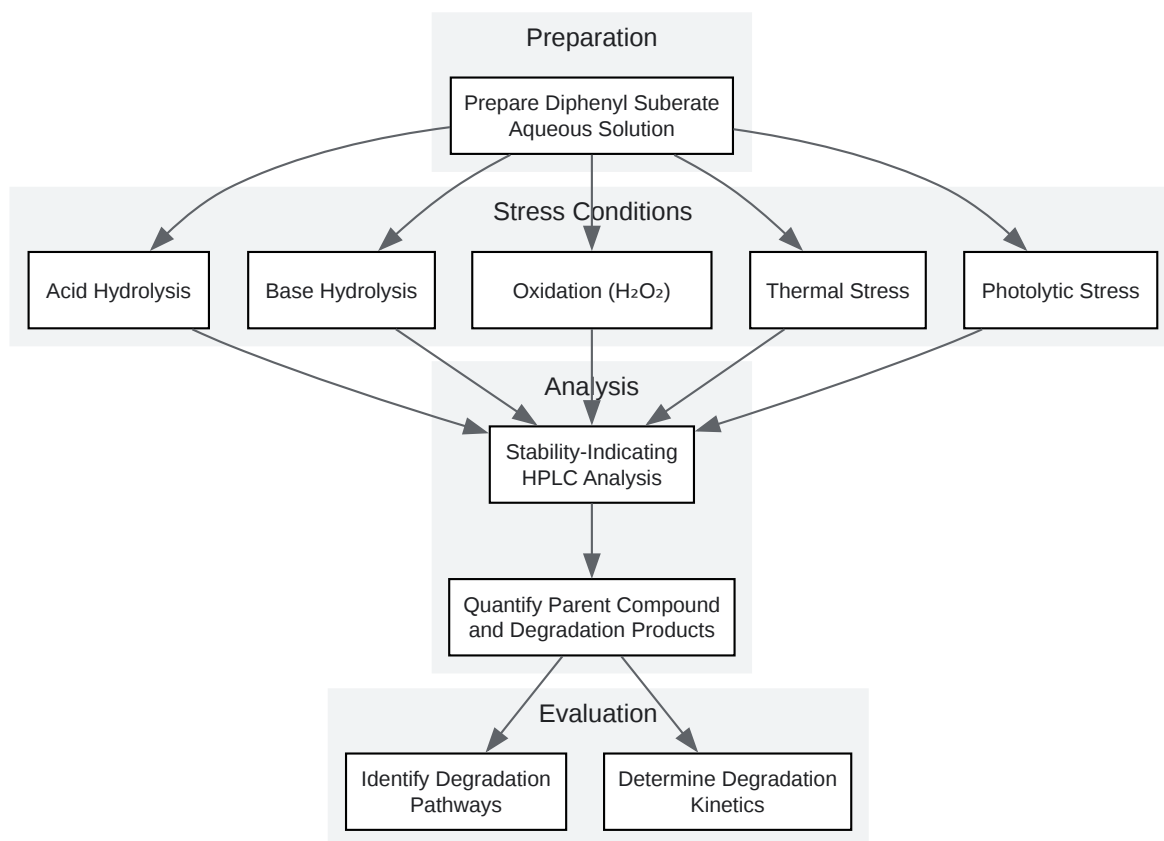 Preparation
Prepare Diphenyl Suberate
Aqueous Solution
Stress Conditions
Acid Hydrolysis
Base Hydrolysis
Oxidation (H₂O₂)
Thermal Stress
Photolytic Stress
Analysis
Stability-Indicating
HPLC Analysis
Quantify Parent Compound
and Degradation Products
Evaluation
Identify Degradation
Pathways
Determine Degradation
Kinetics